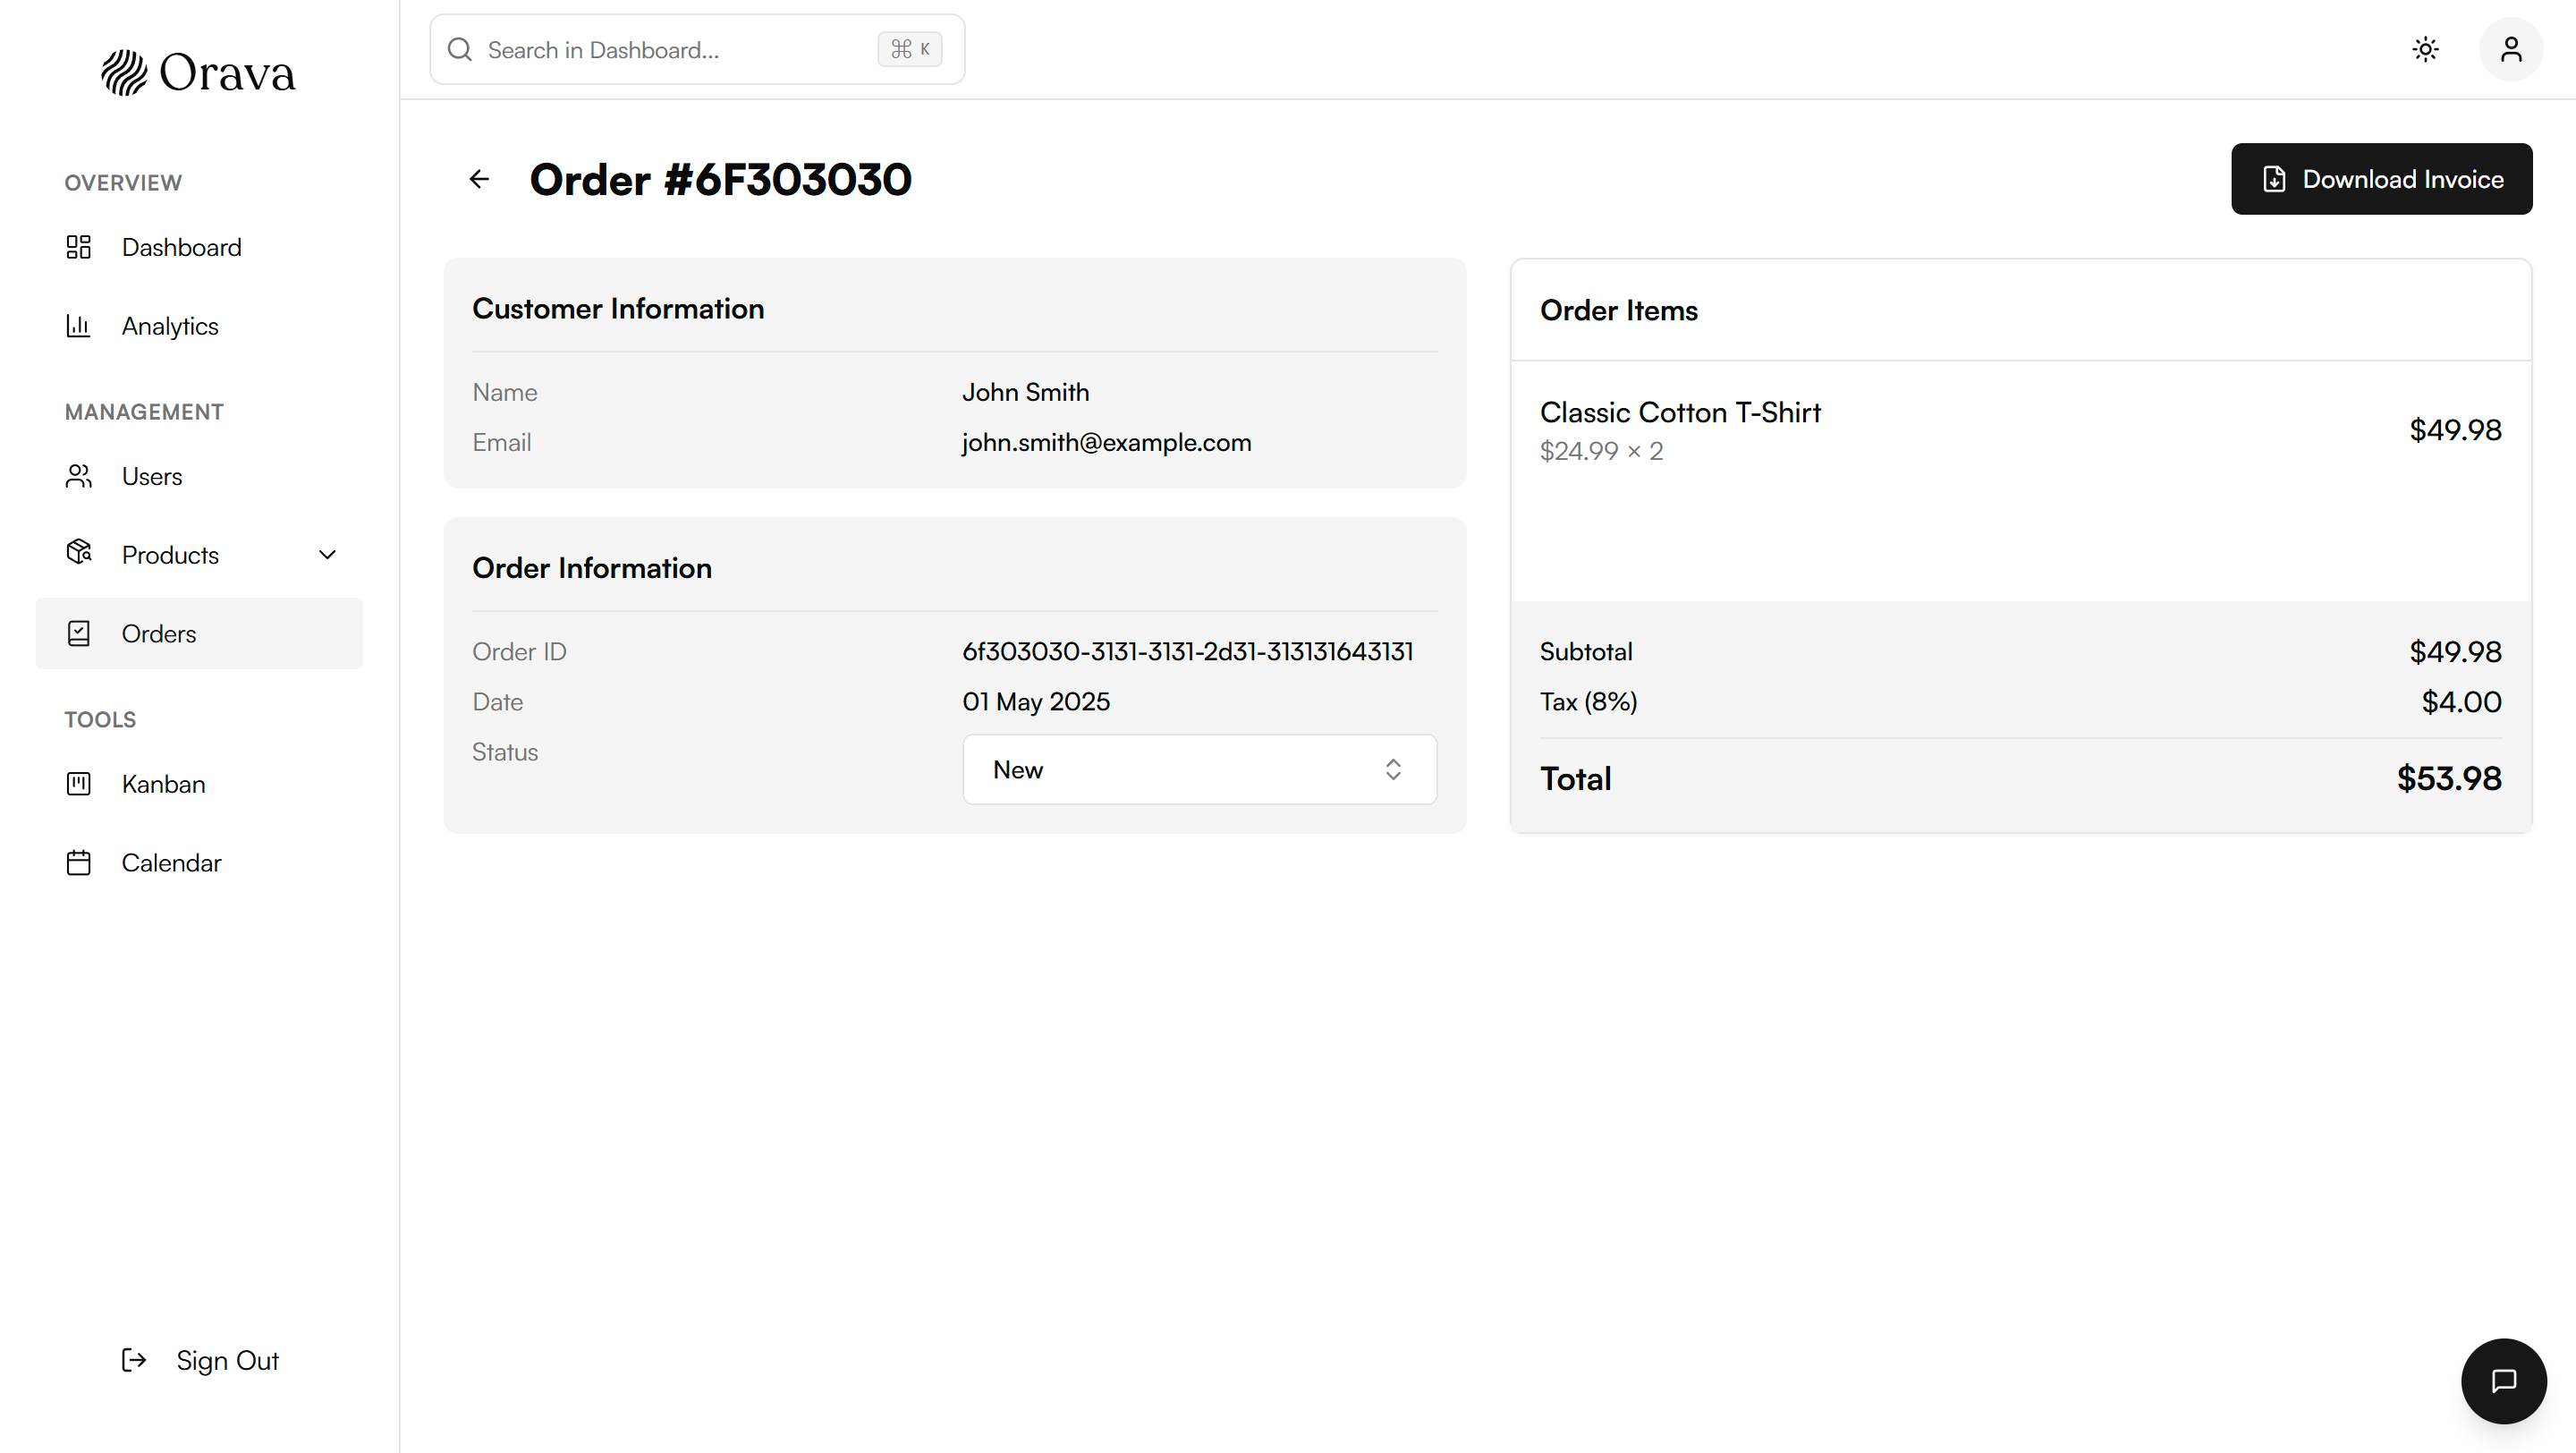 Orava
OVERVIEW
Dashboard
Analytics
MANAGEMENT
Users
Products
Orders
TOOLS
Kanban
Calendar
Sign Out
Search in Dashboard...
⌘ K
Order #6F303030
Download Invoice
Customer Information
Name John Smith
Email john.smith@example.com
Order Information
Order ID 6f303030-3131-3131-2d31-313131643131
Date 01 May 2025
Status New
Order Items
Classic Cotton T-Shirt
$24.99 × 2
$49.98
Subtotal $49.98
Tax (8%) $4.00
Total $53.98